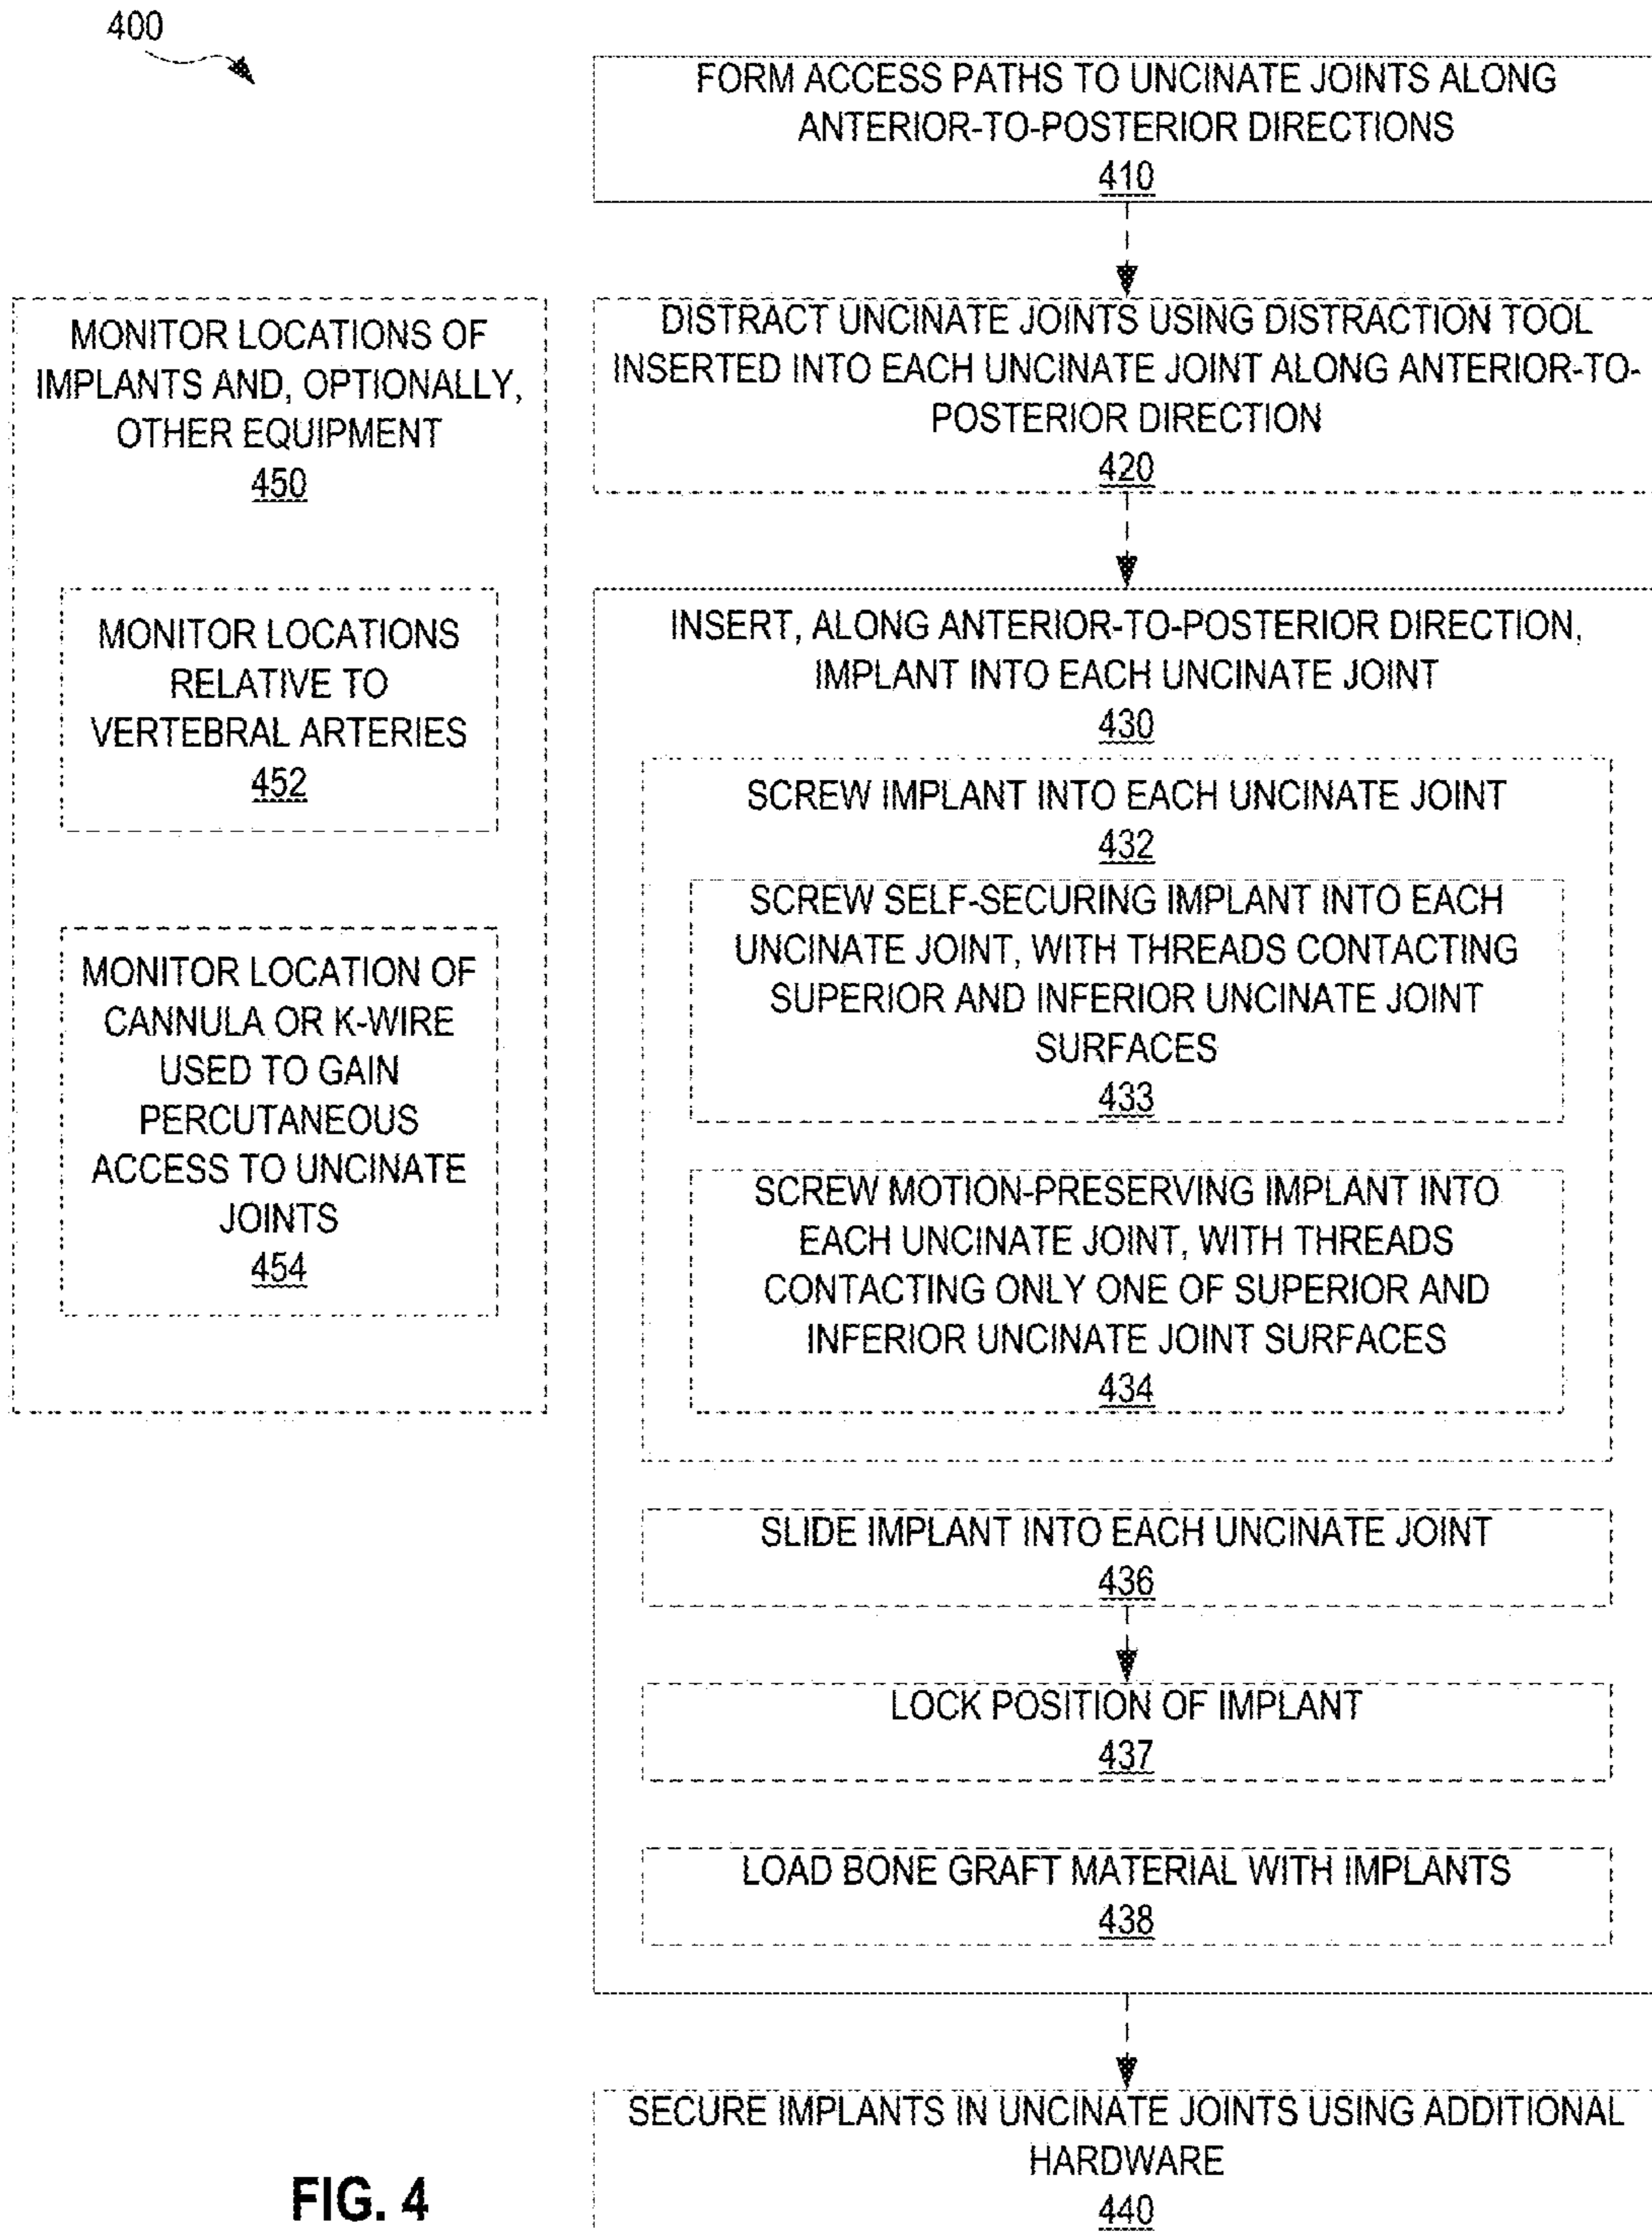 400
FORM ACCESS PATHS TO UNCINATE JOINTS ALONG
ANTERIOR-TO-POSTERIOR DIRECTIONS
410
DISTRACT UNCINATE JOINTS USING DISTRACTION TOOL
INSERTED INTO EACH UNCINATE JOINT ALONG ANTERIOR-TO-
POSTERIOR DIRECTION
420
MONITOR LOCATIONS OF
IMPLANTS AND, OPTIONALLY,
OTHER EQUIPMENT
450
MONITOR LOCATIONS
RELATIVE TO
VERTEBRAL ARTERIES
452
MONITOR LOCATION OF
CANNULA OR K-WIRE
USED TO GAIN
PERCUTANEOUS
ACCESS TO UNCINATE
JOINTS
454
INSERT, ALONG ANTERIOR-TO-POSTERIOR DIRECTION,
IMPLANT INTO EACH UNCINATE JOINT
430
SCREW IMPLANT INTO EACH UNCINATE JOINT
432
SCREW SELF-SECURING IMPLANT INTO EACH
UNCINATE JOINT, WITH THREADS CONTACTING
SUPERIOR AND INFERIOR UNCINATE JOINT
SURFACES
433
SCREW MOTION-PRESERVING IMPLANT INTO
EACH UNCINATE JOINT, WITH THREADS
CONTACTING ONLY ONE OF SUPERIOR AND
INFERIOR UNCINATE JOINT SURFACES
434
SLIDE IMPLANT INTO EACH UNCINATE JOINT
436
LOCK POSITION OF IMPLANT
437
LOAD BONE GRAFT MATERIAL WITH IMPLANTS
438
SECURE IMPLANTS IN UNCINATE JOINTS USING ADDITIONAL
HARDWARE
440
FIG. 4